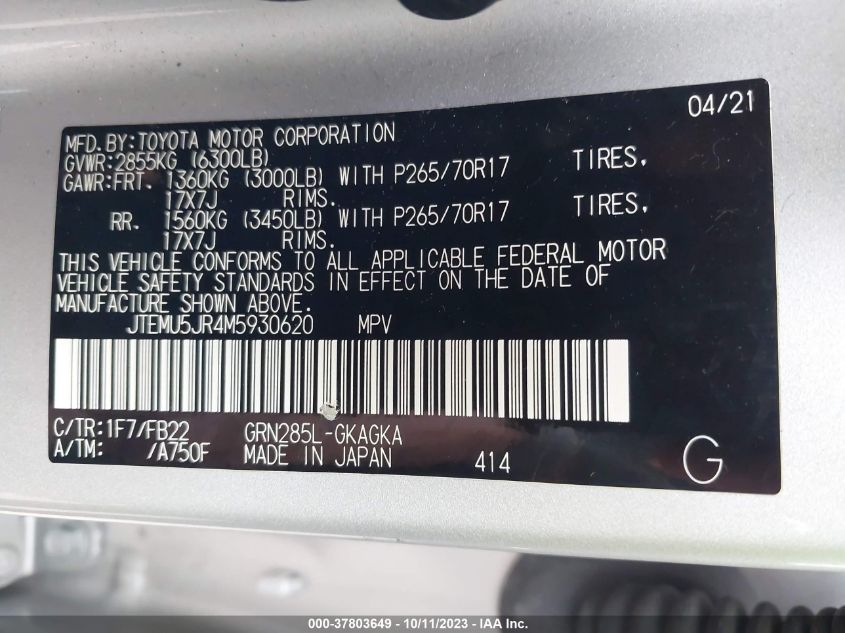 04/21
MFD. BY: TOYOTA MOTOR CORPORATION
GVWR: 2855KG (6300LB)
GAWR: FRT. 1360KG (3000LB) WITH P265/70R17 TIRES,
17X7J RIMS.
RR. 1560KG (3450LB) WITH P265/70R17 TIRES,
17X7J RIMS.
THIS VEHICLE CONFORMS TO ALL APPLICABLE FEDERAL MOTOR
VEHICLE SAFETY STANDARDS IN EFFECT ON THE DATE OF
MANUFACTURE SHOWN ABOVE.
JTEMU5JR4M5930620 MPV
C/TR: 1F7/FB22 GRN285L-GKAGKA
A/TM: /A750F MADE IN JAPAN 414 G
000-37803649 - 10/11/2023 - IAA Inc.